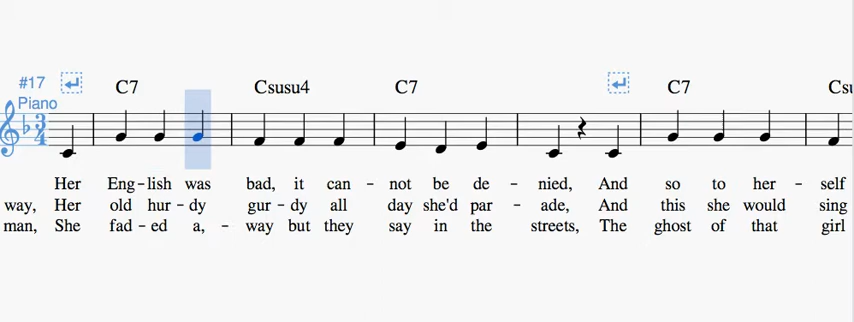 #17 C7 Csusu4 C7 C7 Csu
Piano
3
4
Her Eng-lish was bad, it can - not be de - nied, And so to her - self
way, Her old hur-dy gur-dy all day she'd par - ade, And this she would sing
man, She fad-ed a, - way but they say in the streets, The ghost of that girl